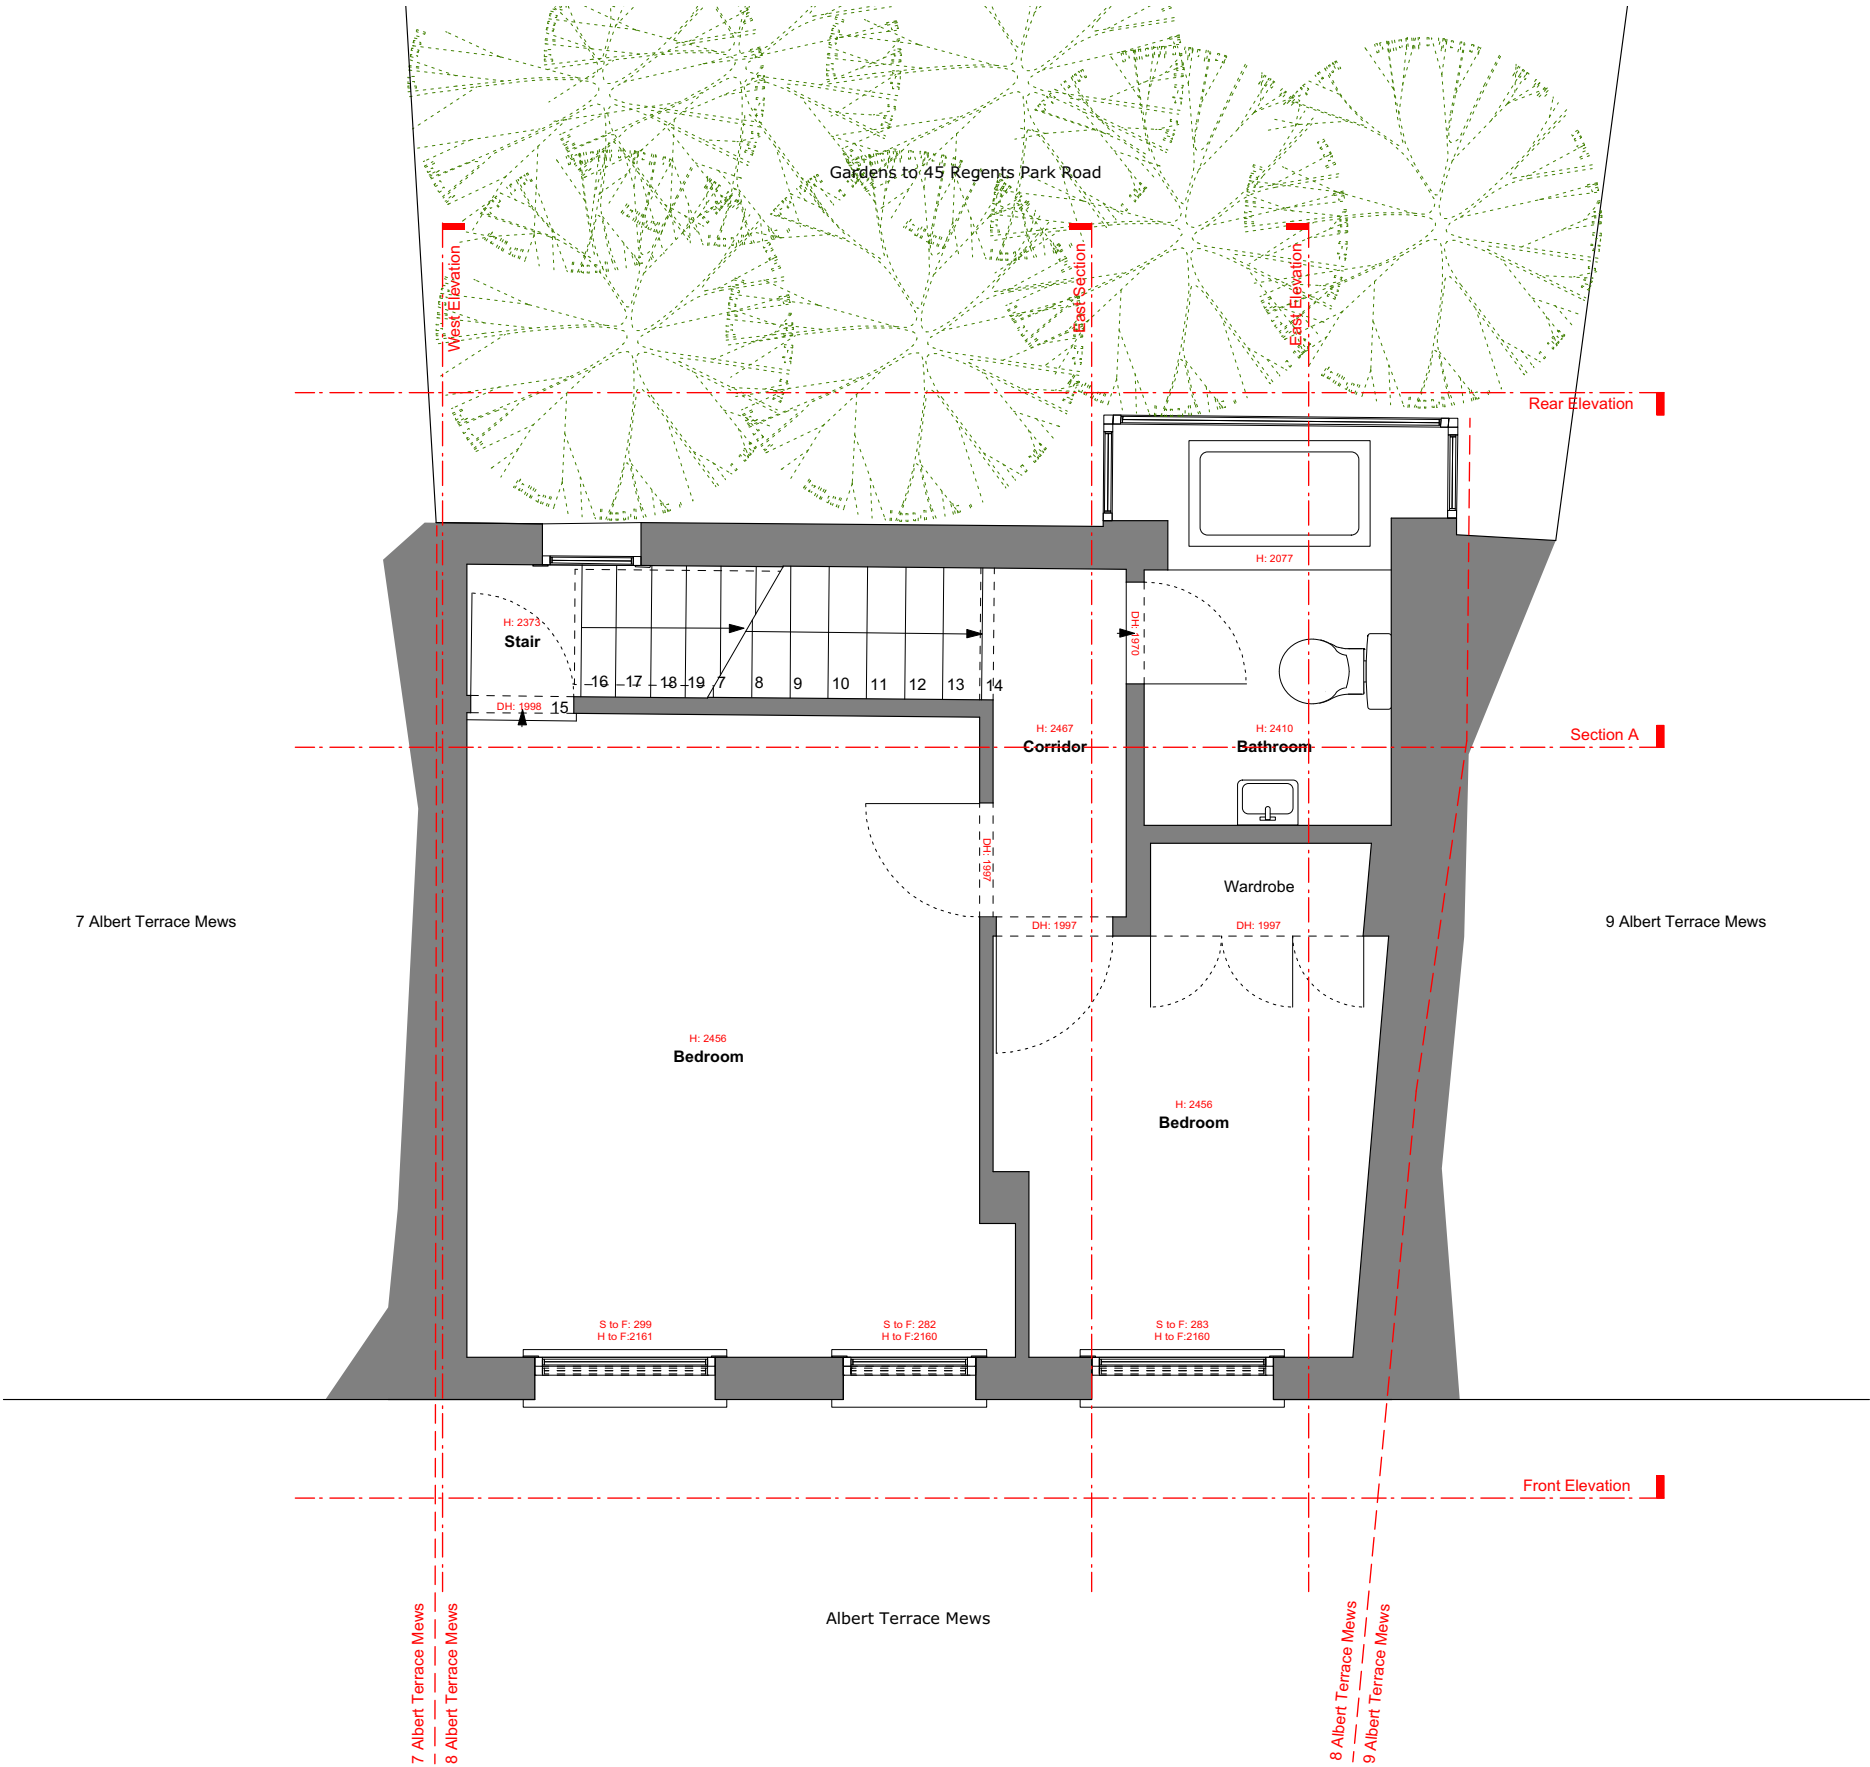 Gardens to 45 Regents Park Road
West Elevation
East Section
East Elevation
Rear Elevation
H: 2077
H: 2373
Stair
DH: 1970
16 17 18 19 7 8 9 10 11 12 13 14
DH: 1998 15
H: 2467
Corridor
H: 2410
Bathroom
Section A
DH: 1997
Wardrobe
DH: 1997
DH: 1997
7 Albert Terrace Mews
9 Albert Terrace Mews
H: 2456
Bedroom
H: 2456
Bedroom
S to F: 299
H to F:2161
S to F: 282
H to F:2160
S to F: 283
H to F:2160
Front Elevation
Albert Terrace Mews
7 Albert Terrace Mews
8 Albert Terrace Mews
8 Albert Terrace Mews
9 Albert Terrace Mews